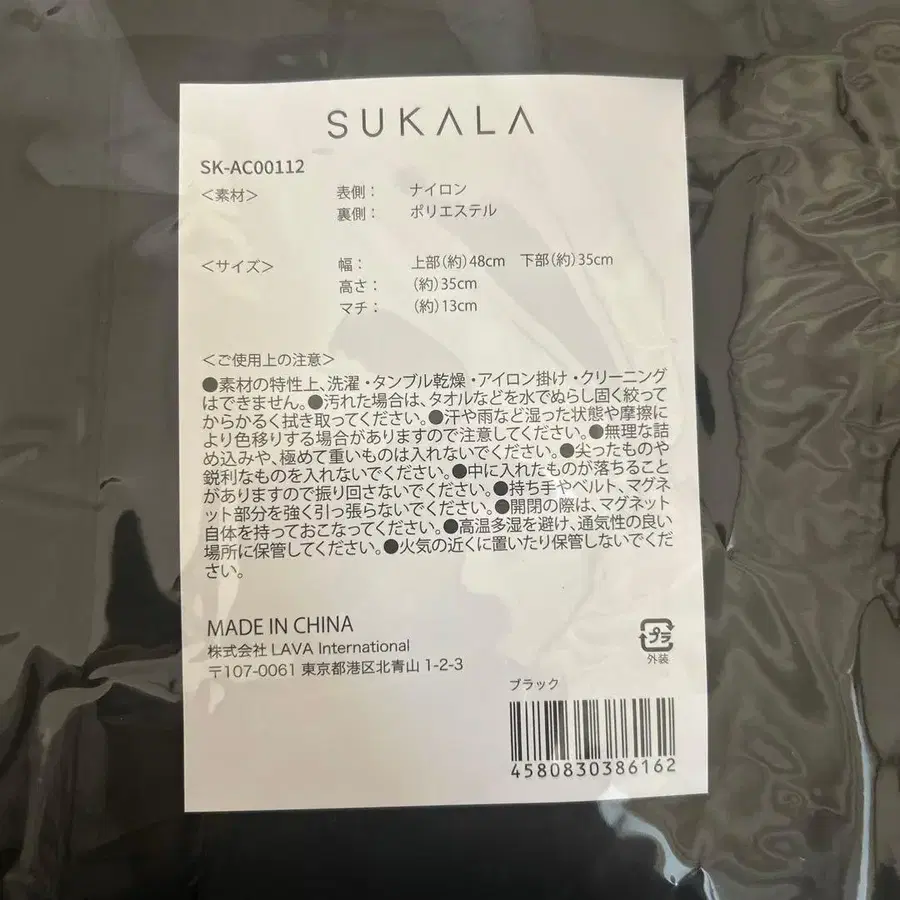 SUKALA
SK-AC00112
＜素材＞ 表側： ナイロン
裏側： ポリエステル
＜サイズ＞ 幅： 上部（約）48cm 下部（約）35cm
高さ： （約）35cm
マチ： （約）13cm
＜ご使用上の注意＞
●素材の特性上、洗濯・タンブル乾燥・アイロン掛け・クリーニング
はできません。●汚れた場合は、タオルなどを水でぬらし固く絞って
からかるく拭き取ってください。●汗や雨など湿った状態や摩擦に
より色移りする場合がありますので注意してください。●無理な詰
め込みや、極めて重いものは入れないでください。●尖ったものや
鋭利なものを入れないでください。●中に入れたものが落ちること
がありますので振り回さないでください。●持ち手やベルト、マグネ
ット部分を強く引っ張らないでください。●開閉の際は、マグネット
自体を持っておこなってください。●高温多湿を避け、通気性の良い
場所に保管してください。●火気の近くに置いたり保管しないでくだ
さい。
MADE IN CHINA
株式会社 LAVA International
〒107-0061 東京都港区北青山 1-2-3
プラ
外装
ブラック
4580830386162